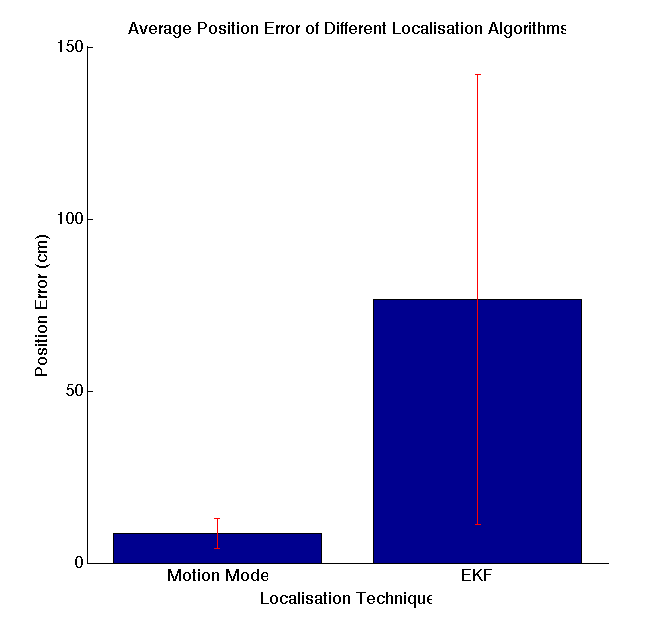 Average Position Error of Different Localisation Algorithms
150
100
50
0
Position Error (cm)
Motion Mode
EKF
Localisation Technique